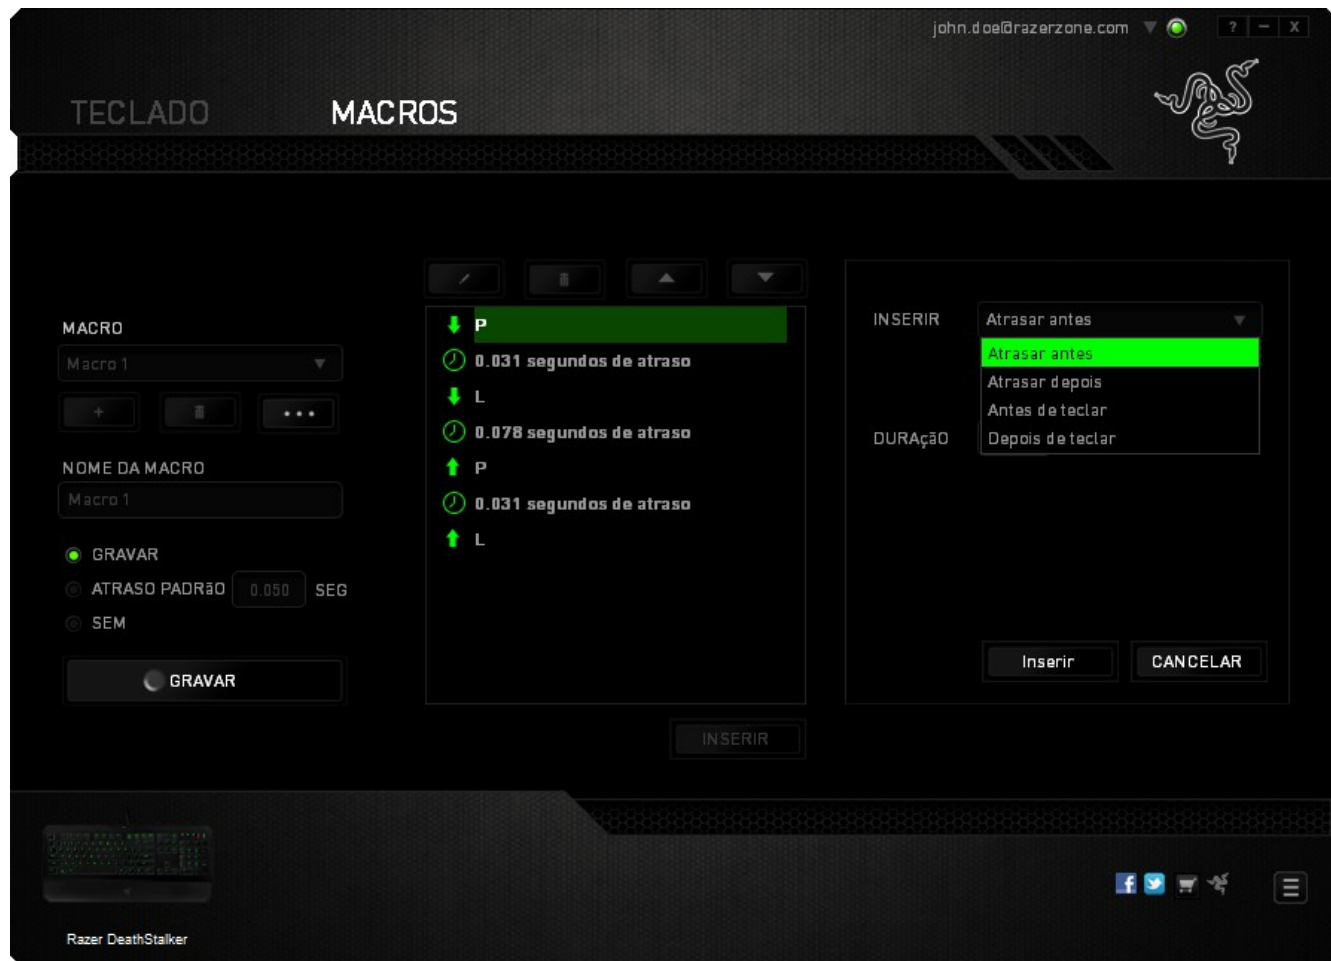 john.doe@razerzone.com
? – X
TECLADO MACROS
MACRO
Macro 1
+ ...
NOME DA MACRO
Macro 1
GRAVAR
ATRASO PADRãO 0.050 SEG
SEM
GRAVAR
P
0.031 segundos de atraso
L
0.078 segundos de atraso
P
0.031 segundos de atraso
L
INSERIR
INSERIR Atrasar antes
Atrasar antes
Atrasar depois
Antes de teclar
Depois de teclar
DURAçãO
Inserir CANCELAR
Razer DeathStalker